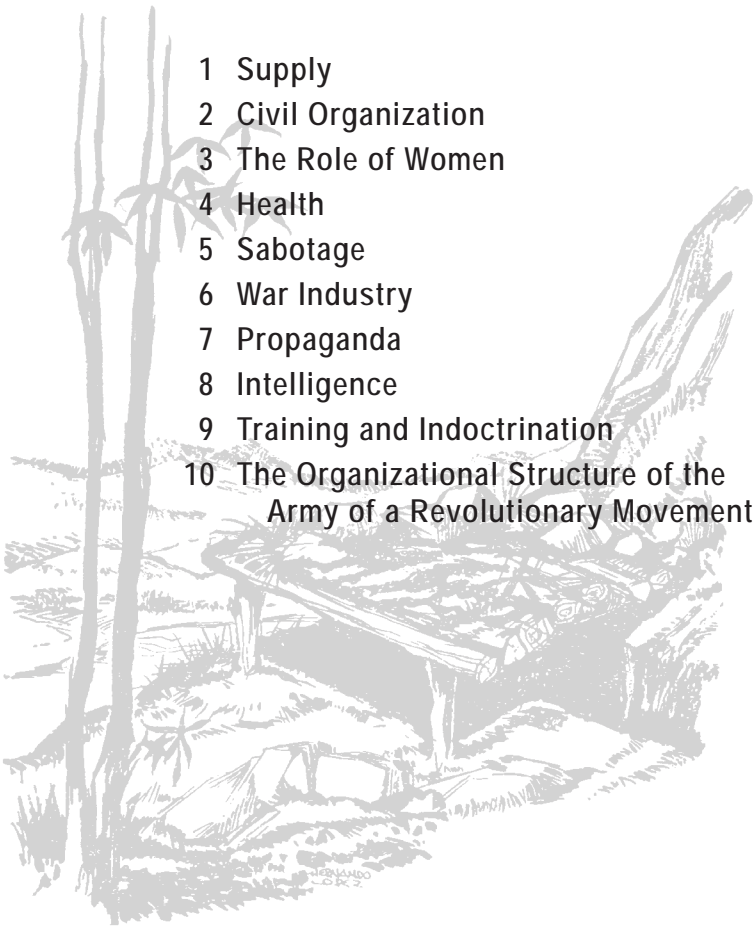 1 Supply
2 Civil Organization
3 The Role of Women
4 Health
5 Sabotage
6 War Industry
7 Propaganda
8 Intelligence
9 Training and Indoctrination
10 The Organizational Structure of the
Army of a Revolutionary Movement
HERNANDO